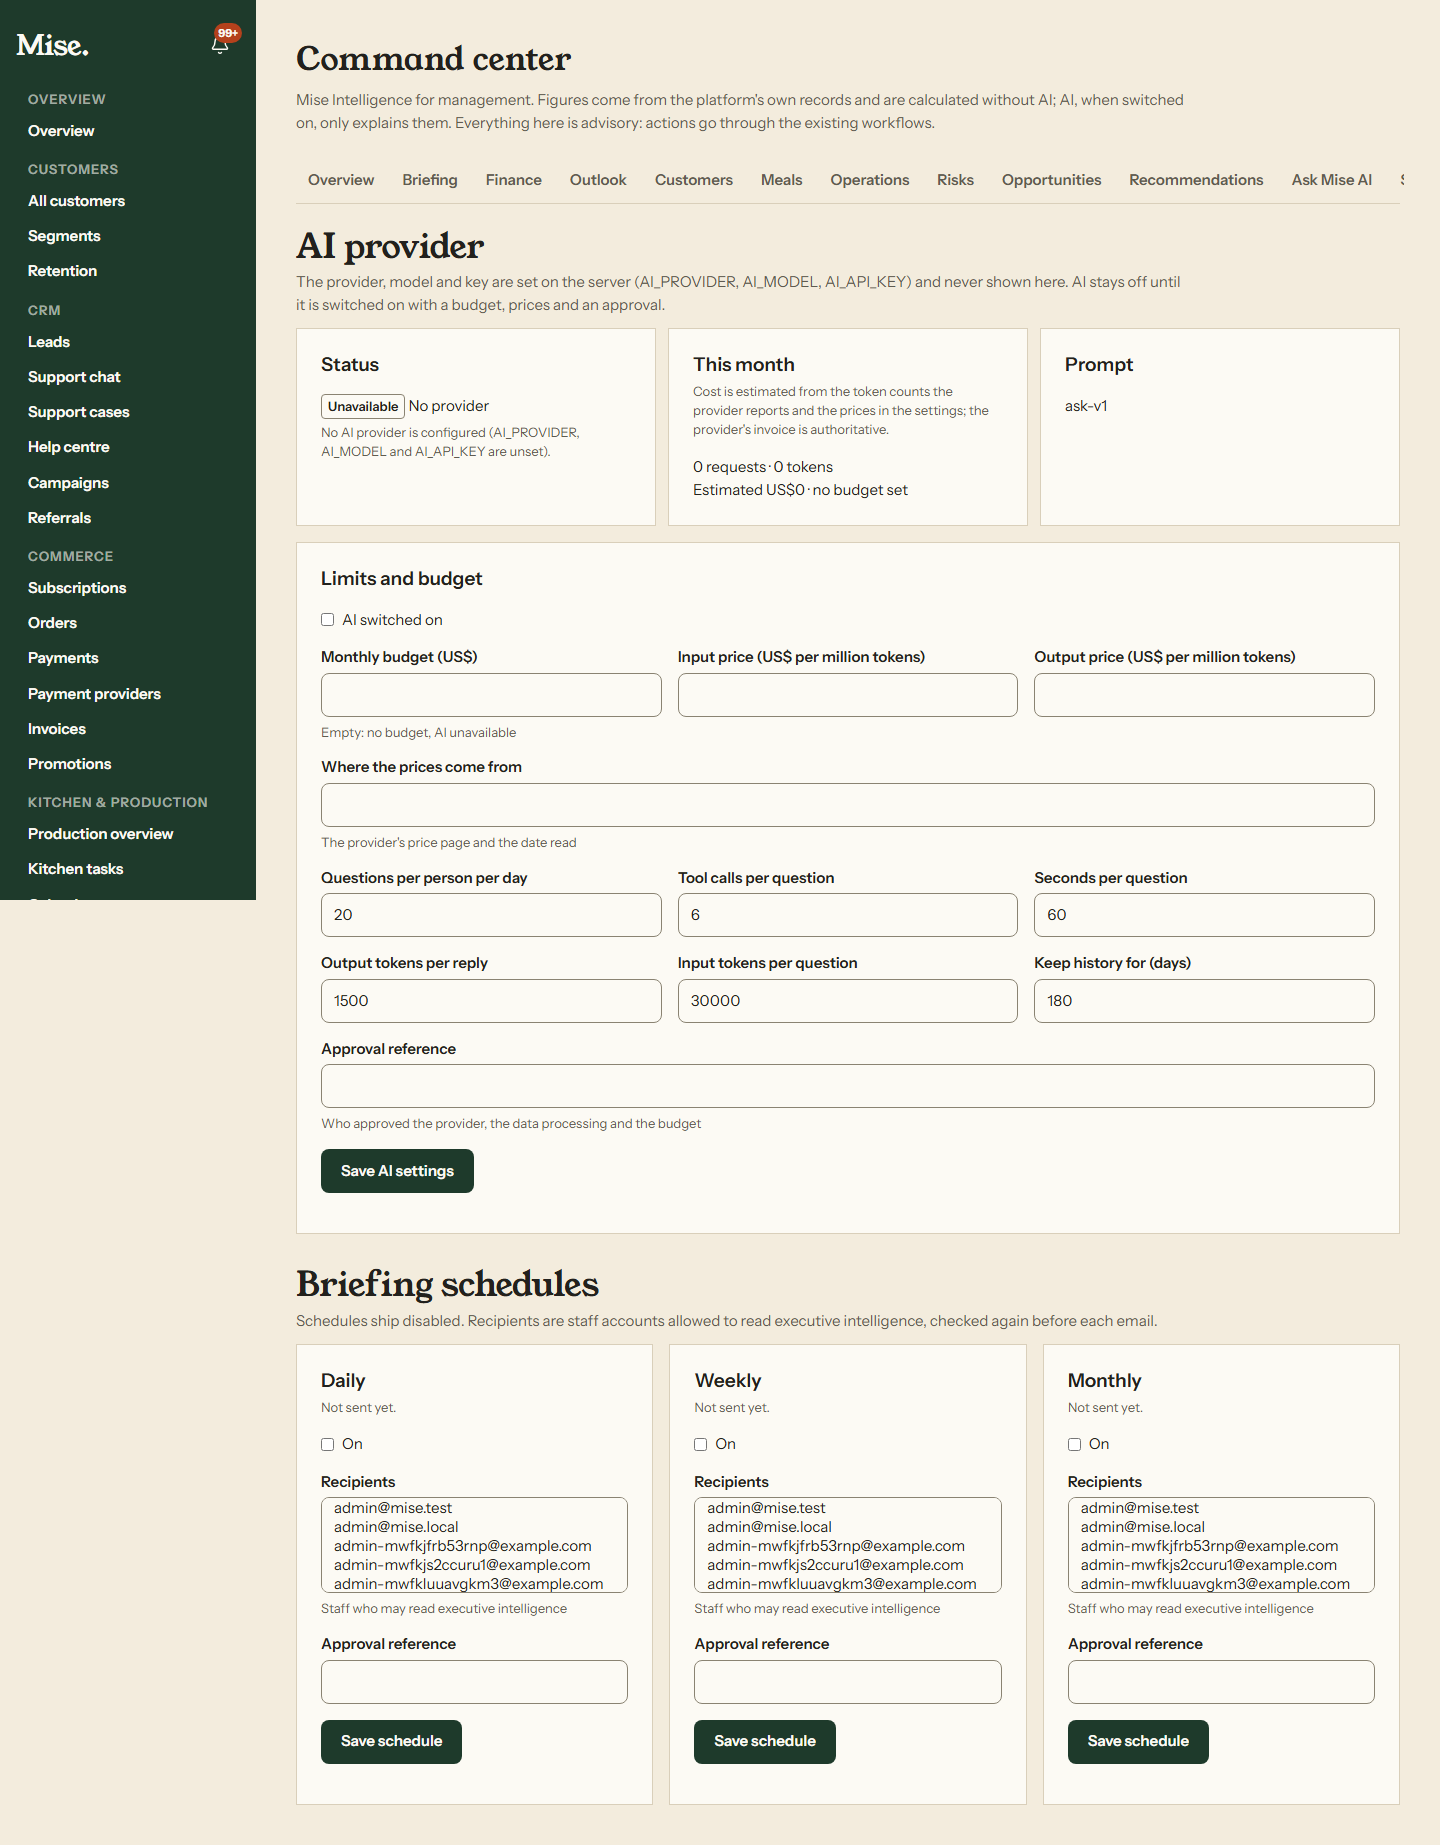 Mise.
99+
OVERVIEW
Overview
CUSTOMERS
All customers
Segments
Retention
CRM
Leads
Support chat
Support cases
Help centre
Campaigns
Referrals
COMMERCE
Subscriptions
Orders
Payments
Payment providers
Invoices
Promotions
KITCHEN & PRODUCTION
Production overview
Kitchen tasks
Command center
Mise Intelligence for management. Figures come from the platform's own records and are calculated without AI; AI, when switched
on, only explains them. Everything here is advisory: actions go through the existing workflows.
Overview Briefing Finance Outlook Customers Meals Operations Risks Opportunities Recommendations Ask Mise AI
AI provider
The provider, model and key are set on the server (AI_PROVIDER, AI_MODEL, AI_API_KEY) and never shown here. AI stays off until
it is switched on with a budget, prices and an approval.
Status
Unavailable No provider
No AI provider is configured (AI_PROVIDER,
AI_MODEL and AI_API_KEY are unset).
This month
Cost is estimated from the token counts the
provider reports and the prices in the settings; the
provider's invoice is authoritative.
0 requests · 0 tokens
Estimated US$0 · no budget set
Prompt
ask-v1
Limits and budget
AI switched on
Monthly budget (US$) Input price (US$ per million tokens) Output price (US$ per million tokens)
Empty: no budget, AI unavailable
Where the prices come from
The provider's price page and the date read
Questions per person per day Tool calls per question Seconds per question
20 6 60
Output tokens per reply Input tokens per question Keep history for (days)
1500 30000 180
Approval reference
Who approved the provider, the data processing and the budget
Save AI settings
Briefing schedules
Schedules ship disabled. Recipients are staff accounts allowed to read executive intelligence, checked again before each email.
Daily
Not sent yet.
On
Recipients
admin@mise.test
admin@mise.local
admin-mwfkjfrb53rnp@example.com
admin-mwfkjs2ccuru1@example.com
admin-mwfkluuavgkm3@example.com
Staff who may read executive intelligence
Approval reference
Save schedule
Weekly
Not sent yet.
On
Recipients
admin@mise.test
admin@mise.local
admin-mwfkjfrb53rnp@example.com
admin-mwfkjs2ccuru1@example.com
admin-mwfkluuavgkm3@example.com
Staff who may read executive intelligence
Approval reference
Save schedule
Monthly
Not sent yet.
On
Recipients
admin@mise.test
admin@mise.local
admin-mwfkjfrb53rnp@example.com
admin-mwfkjs2ccuru1@example.com
admin-mwfkluuavgkm3@example.com
Staff who may read executive intelligence
Approval reference
Save schedule